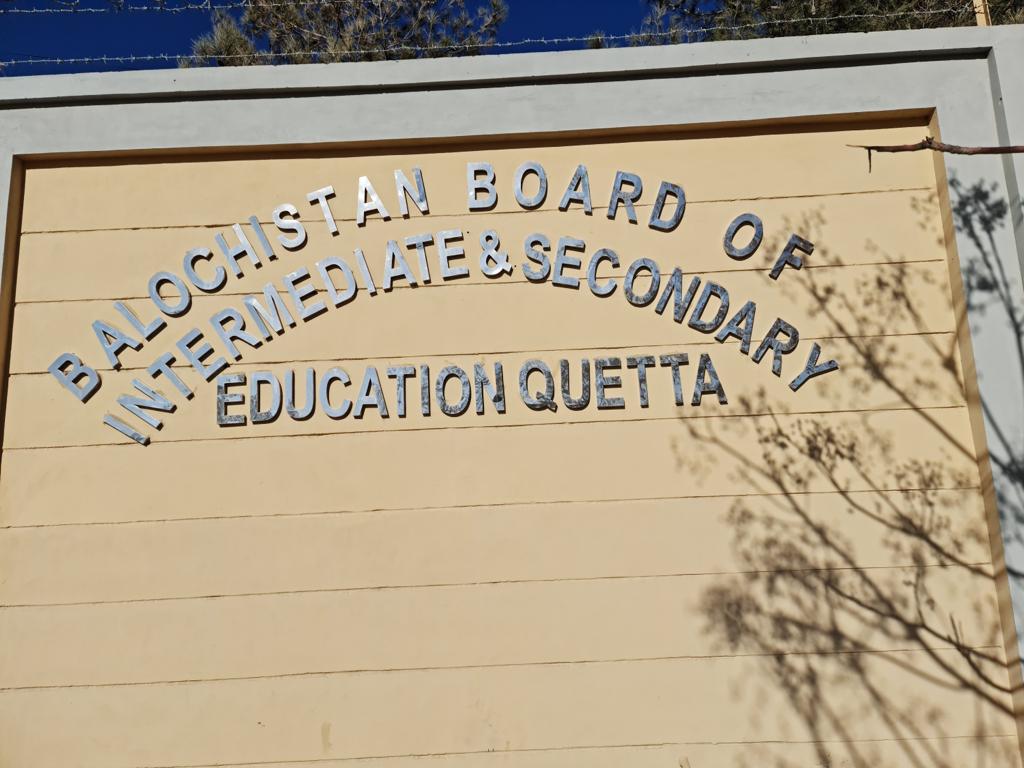 BALOCHISTAN BOARD OF
INTERMEDIATE & SECONDARY
EDUCATION QUETTA